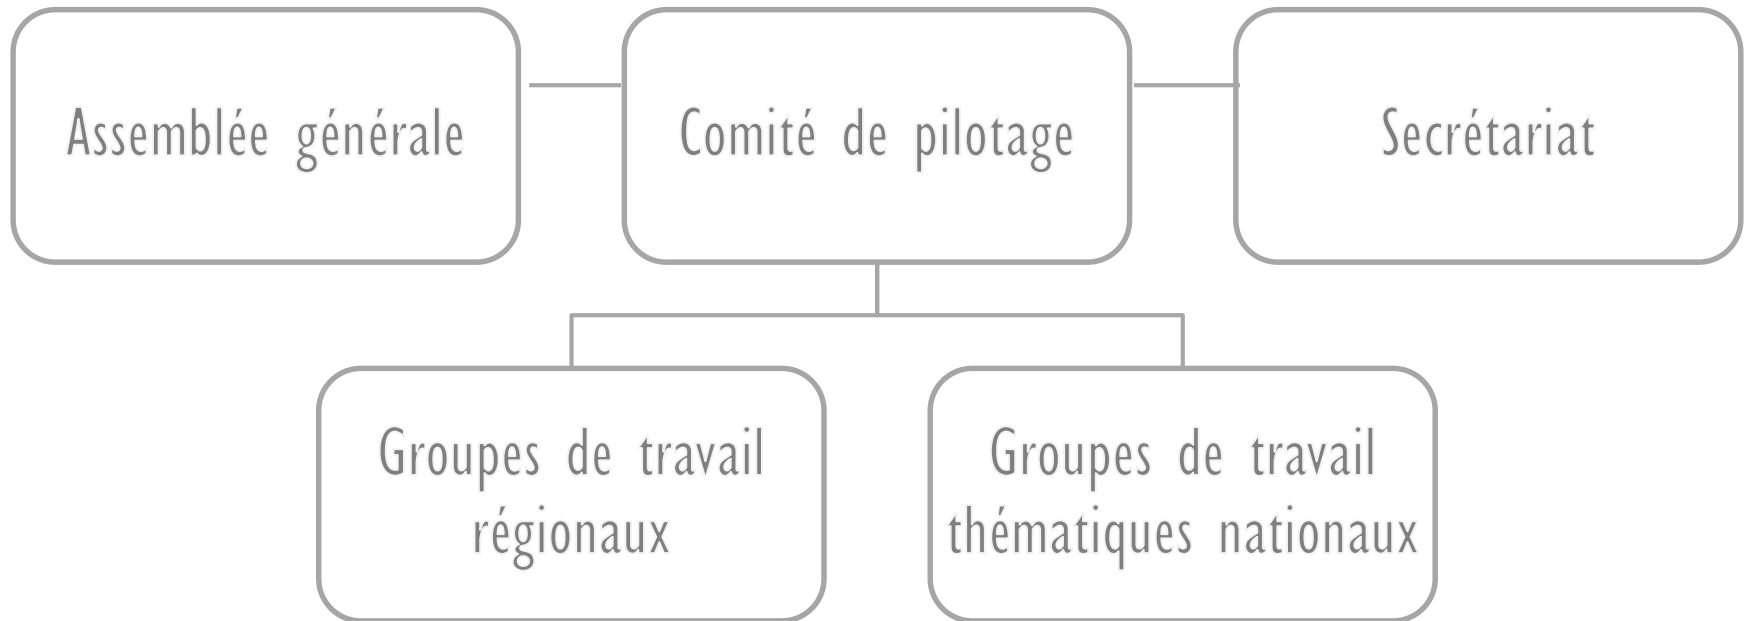 Assemblée générale
Comité de pilotage
Secrétariat
Groupes de travail
régionaux
Groupes de travail
thématiques nationaux